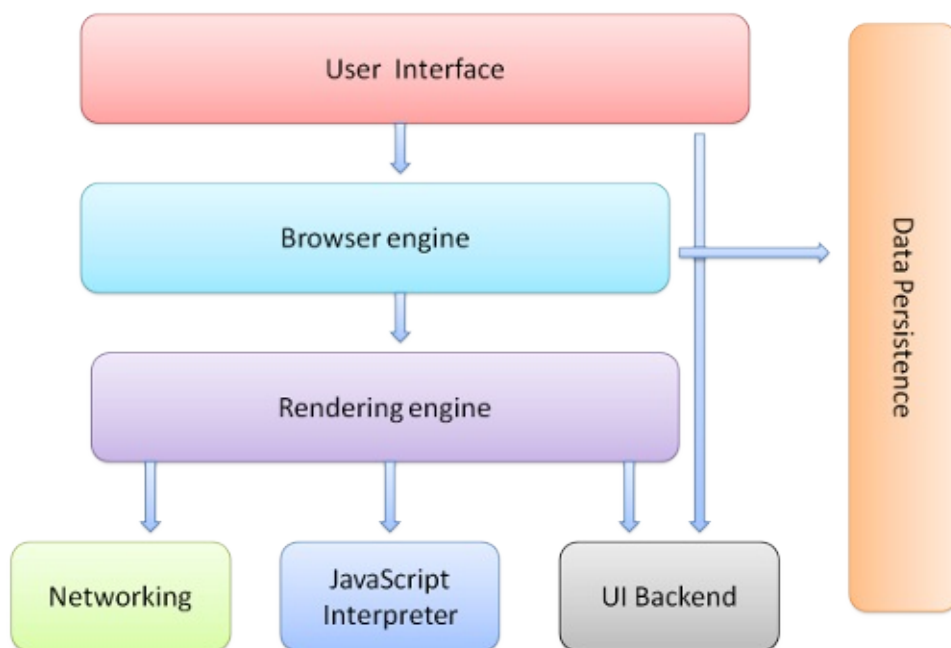 User Interface
Browser engine
Data Persistence
Rendering engine
Networking
JavaScript
Interpreter
UI Backend